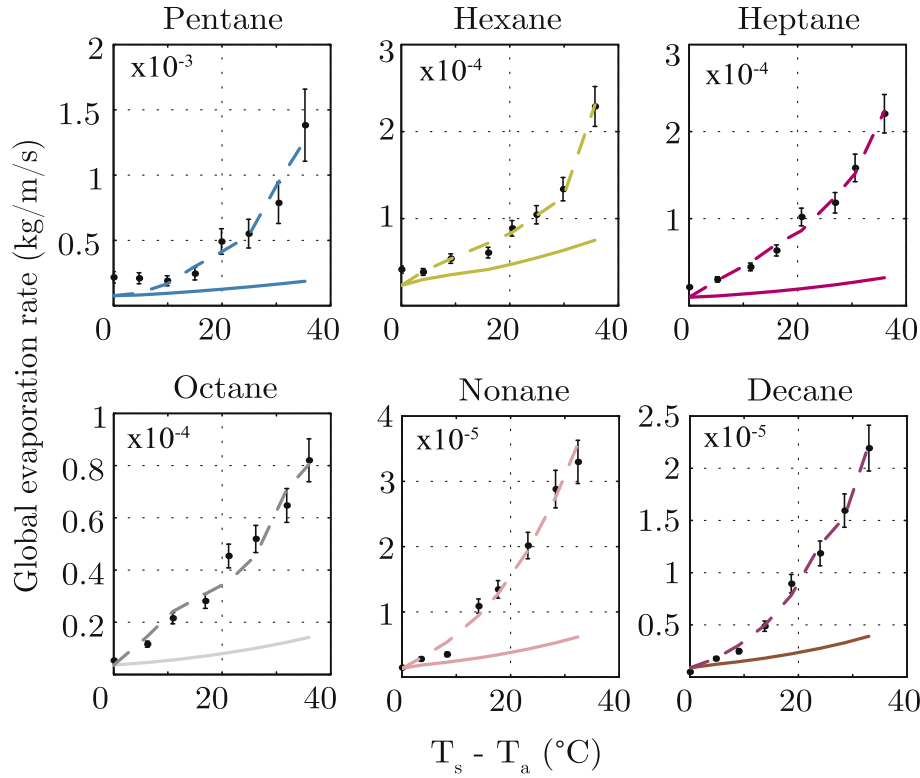 Pentane Hexane Heptane
2 3 3
x10⁻³ x10⁻⁴ x10⁻⁴
1.5 2 2
1 1 1
0.5
0 20 40 0 20 40 0 20 40
Global evaporation rate (kg/m/s)
Octane Nonane Decane
1 4 2.5
x10⁻⁴ x10⁻⁵ x10⁻⁵
0.8 3 2
0.6 2 1.5
0.4 1 1
0.2 0.5
0 20 40 0 20 40 0 20 40
Tₛ - Tₐ (°C)